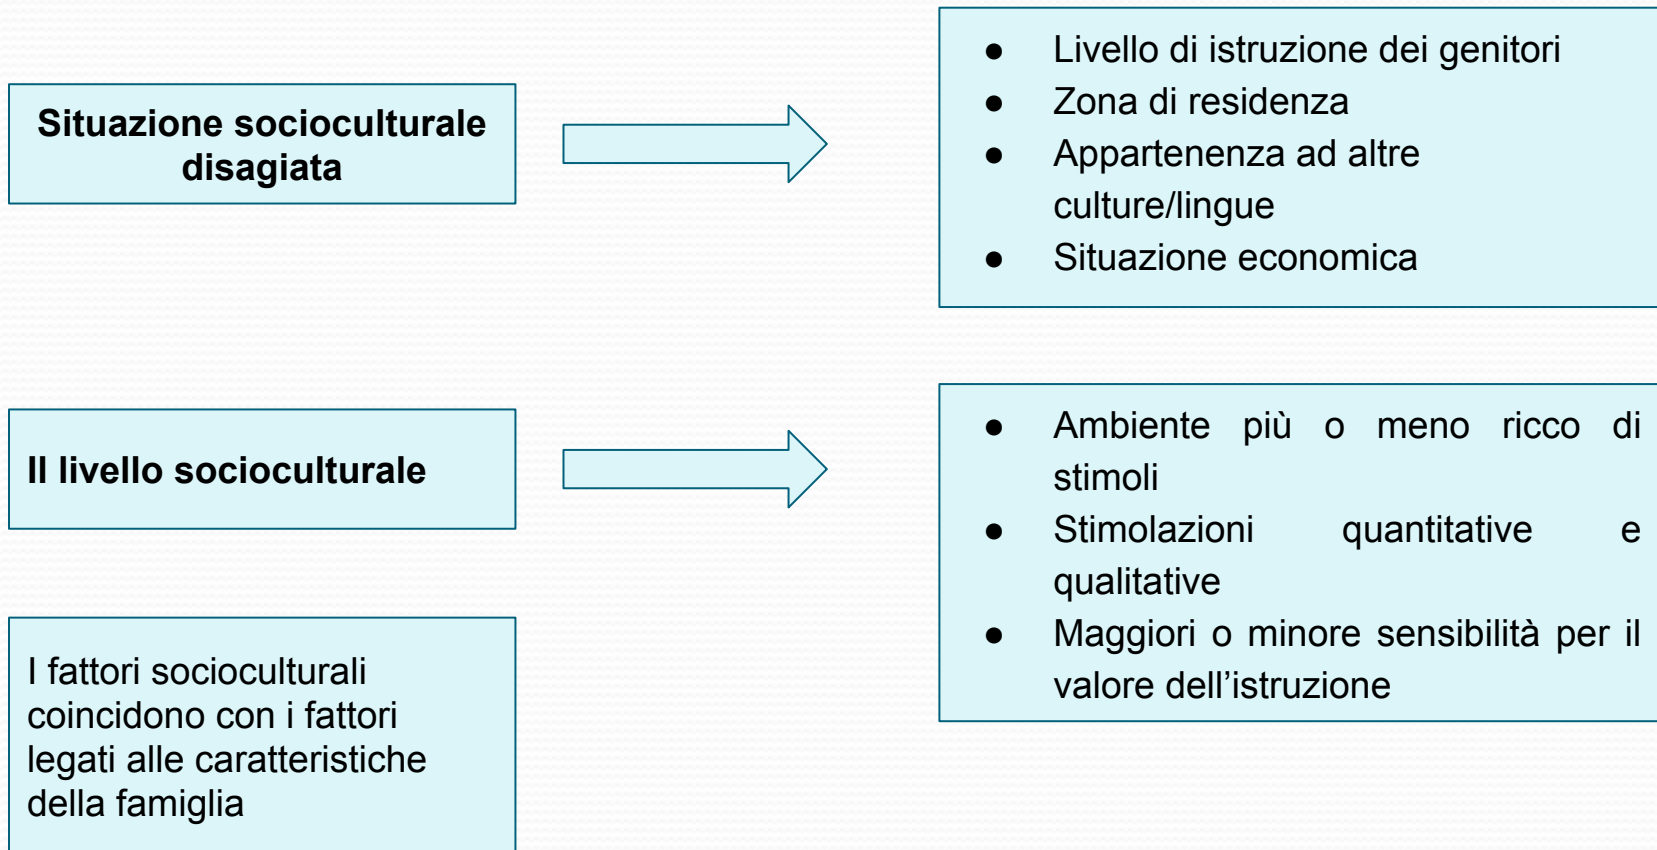 Situazione socioculturale
disagiata
● Livello di istruzione dei genitori
● Zona di residenza
● Appartenenza ad altre
culture/lingue
● Situazione economica
Il livello socioculturale
● Ambiente più o meno ricco di
stimoli
● Stimolazioni quantitative e
qualitative
● Maggiori o minore sensibilità per il
valore dell’istruzione
I fattori socioculturali
coincidono con i fattori
legati alle caratteristiche
della famiglia